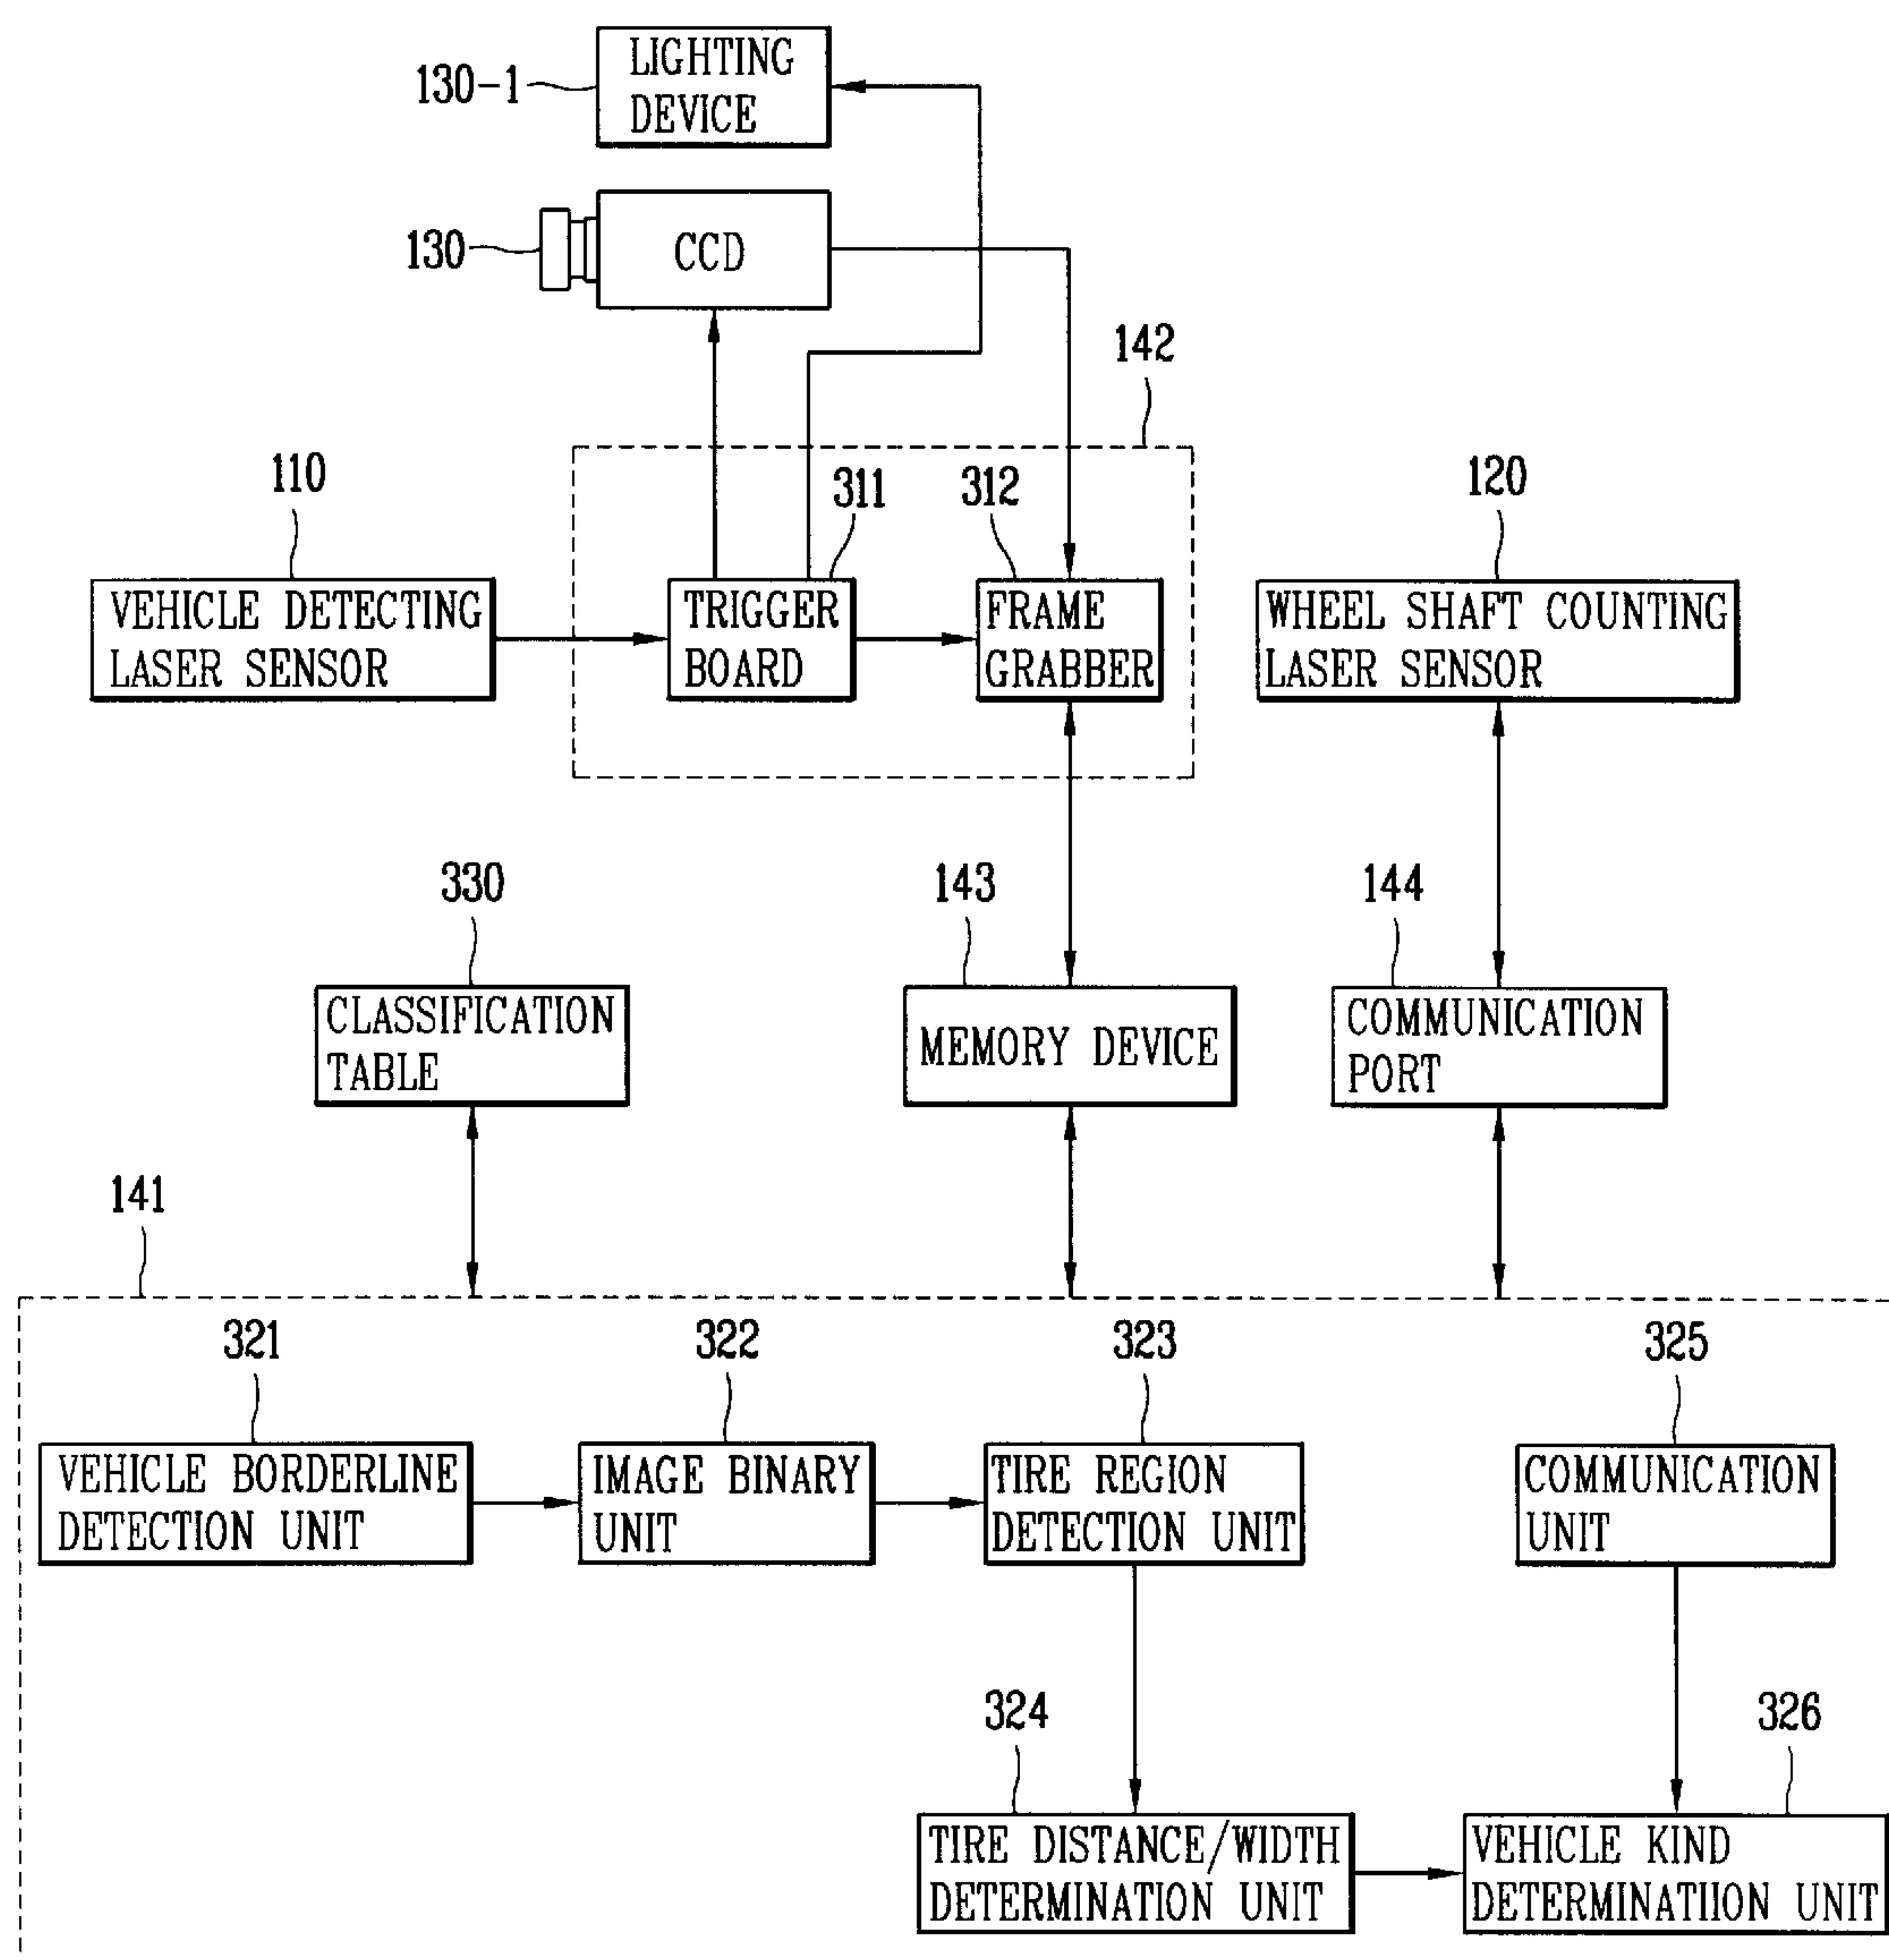 LIGHTING
DEVICE
130-1
130
CCD
142
110
311
312
120
VEHICLE DETECTING
LASER SENSOR
TRIGGER
BOARD
FRAME
GRABBER
WHEEL SHAFT COUNTING
LASER SENSOR
330
143
144
CLASSIFICATION
TABLE
MEMORY DEVICE
COMMUNICATION
PORT
141
321
322
323
325
VEHICLE BORDERLINE
DETECTION UNIT
IMAGE BINARY
UNIT
TIRE REGION
DETECTION UNIT
COMMUNICATION
UNIT
324
326
TIRE DISTANCE/WIDTH
DETERMINATION UNIT
VEHICLE KIND
DETERMINATIION UNIT